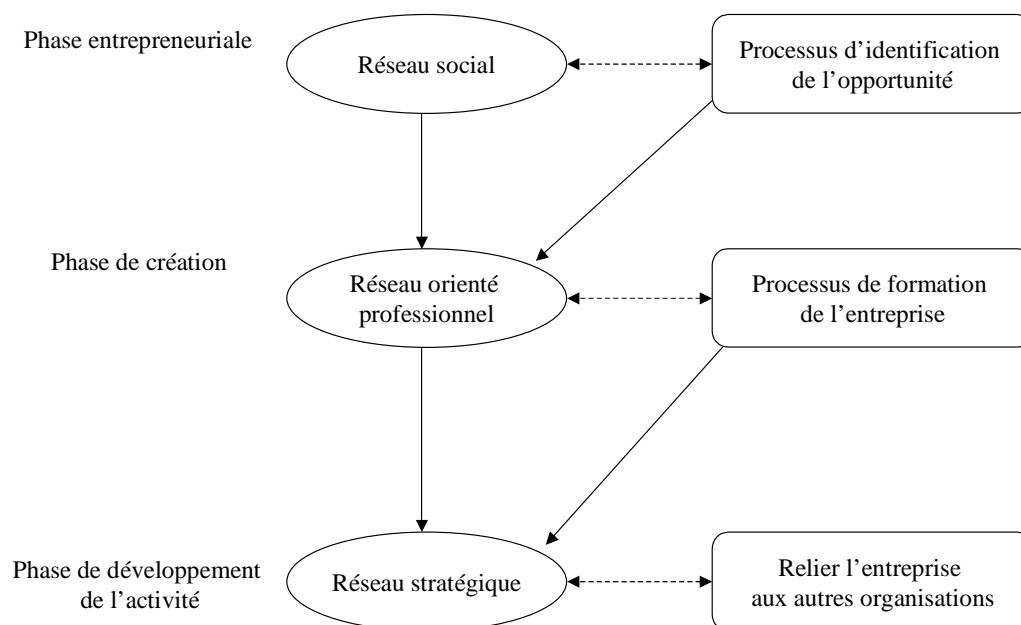 Phase entrepreneuriale
Réseau social
Processus d’identification
de l’opportunité
Phase de création
Réseau orienté
professionnel
Processus de formation
de l’entreprise
Phase de développement
de l’activité
Réseau stratégique
Relier l’entreprise
aux autres organisations